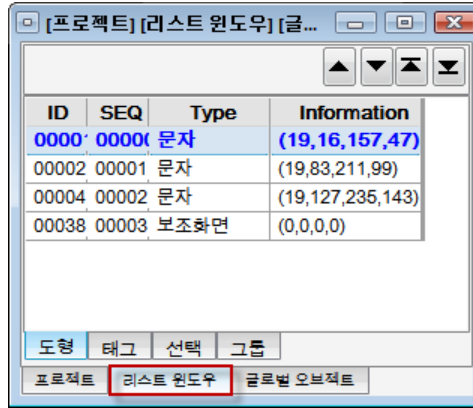 [프로젝트] [리스트 윈도우] [글...
ID SEQ Type Information
문자 (19,16,157,47)
00002 00001 문자 (19,83,211,99)
00004 00002 문자 (19,127,235,143)
00038 00003 보조화면 (0,0,0,0)
도형 태그 선택 그룹
프로젝트 리스트 윈도우 글로벌 오브젝트